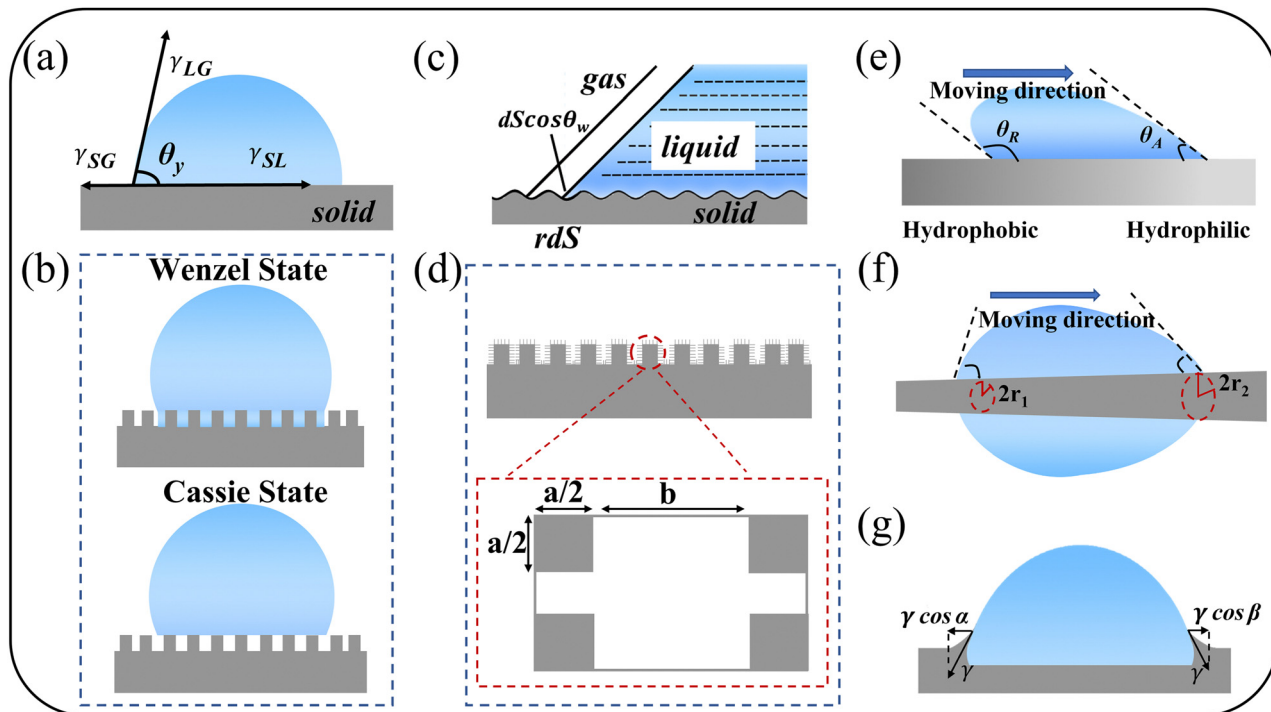 (a)
γLG
γSG
θy
γSL
solid
(b)
Wenzel State
Cassie State
(c)
gas
dScosθw
liquid
solid
rdS
(d)
a/2
b
a/2
(e)
Moving direction
θR
θA
Hydrophobic
Hydrophilic
(f)
Moving direction
2r1
2r2
(g)
γ cos α
γ cos β
γ
γ